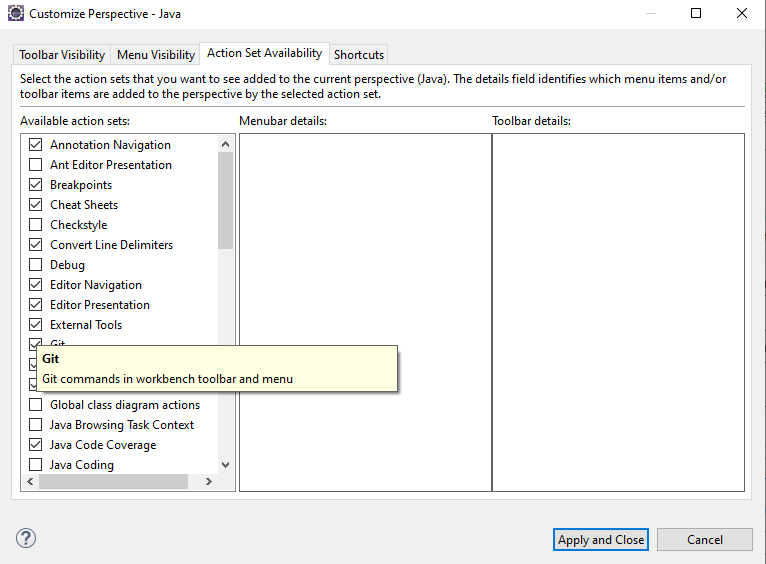 Customize Perspective - Java
Toolbar Visibility Menu Visibility Action Set Availability Shortcuts
Select the action sets that you want to see added to the current perspective (Java). The details field identifies which menu items and/or
toolbar items are added to the perspective by the selected action set.
Available action sets: Menubar details: Toolbar details:
Annotation Navigation
Ant Editor Presentation
Breakpoints
Cheat Sheets
Checkstyle
Convert Line Delimiters
Debug
Editor Navigation
Editor Presentation
External Tools
Git
Git
Git commands in workbench toolbar and menu
Global class diagram actions
Java Browsing Task Context
Java Code Coverage
Java Coding
?
Apply and Close Cancel